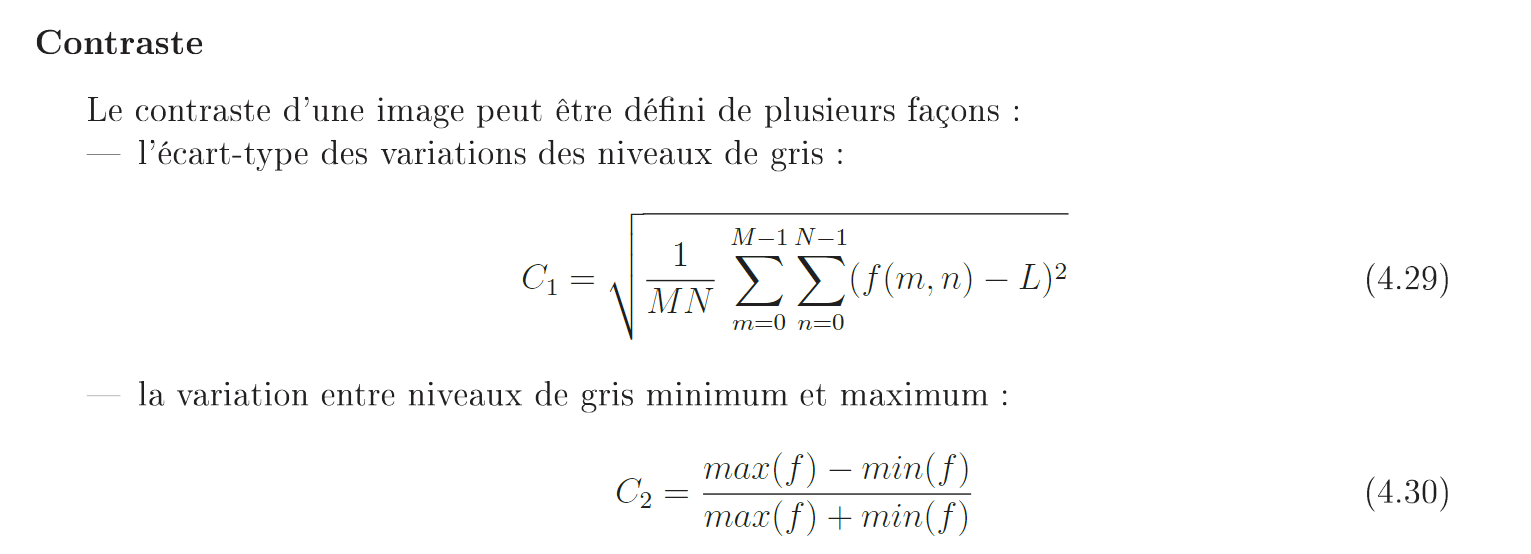 Contraste
Le contraste d'une image peut être défini de plusieurs façons :
— l'écart-type des variations des niveaux de gris :
$C_1 = \sqrt{\frac{1}{MN} \sum_{m=0}^{M-1} \sum_{n=0}^{N-1} (f(m,n) - L)^2}$ (4.29)
— la variation entre niveaux de gris minimum et maximum :
$C_2 = \frac{max(f) - min(f)}{max(f) + min(f)}$ (4.30)